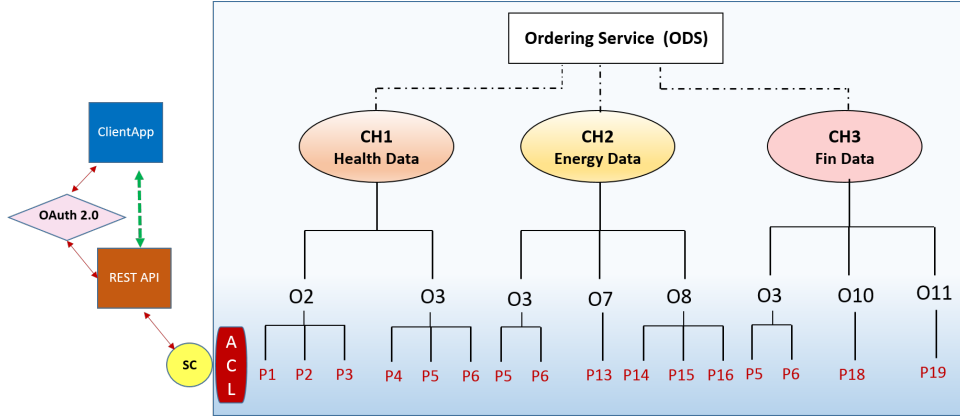 Ordering Service (ODS)
CH1
Health Data
CH2
Energy Data
CH3
Fin Data
ClientApp
OAuth 2.0
REST API
SC
A
C
L
O2
O3
O3
O7
O8
O3
O10
O11
P1
P2
P3
P4
P5
P6
P5
P6
P13
P14
P15
P16
P5
P6
P18
P19